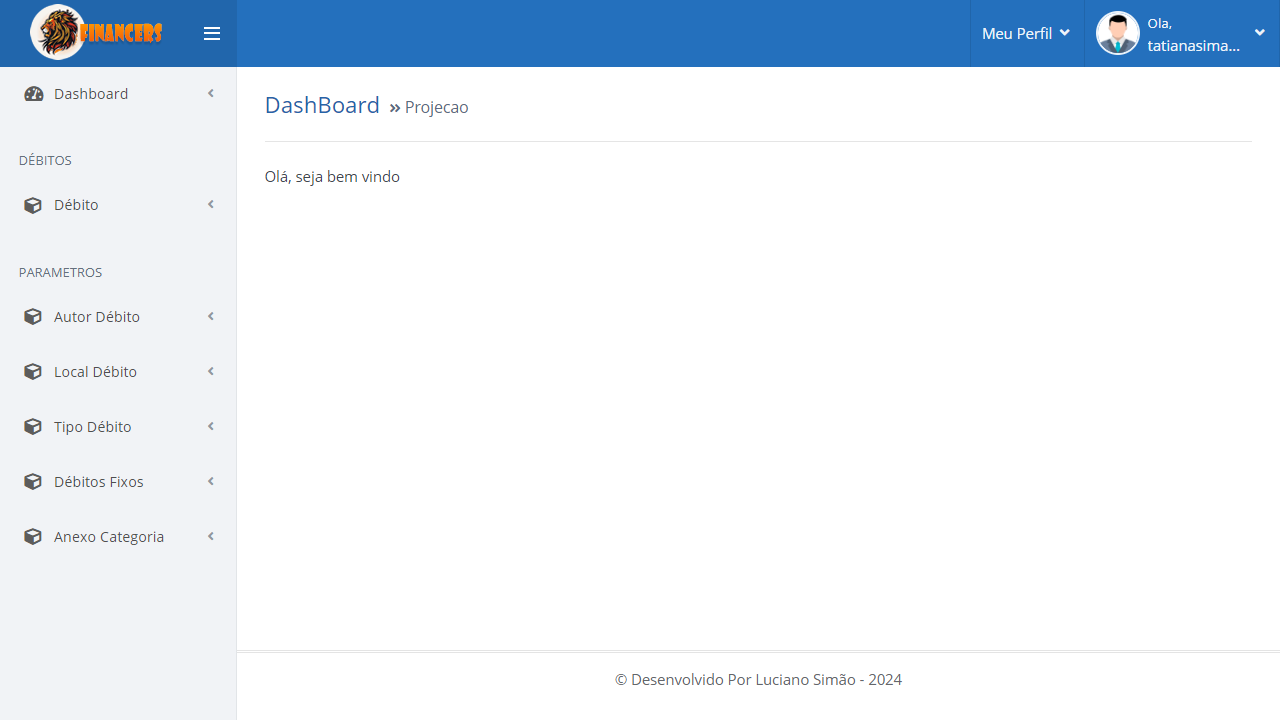 FINANCERS
Meu Perfil
Ola,
tatianasima...
Dashboard
DÉBITOS
Débito
PARAMETROS
Autor Débito
Local Débito
Tipo Débito
Débitos Fixos
Anexo Categoria
DashBoard » Projecao
Olá, seja bem vindo
© Desenvolvido Por Luciano Simão - 2024